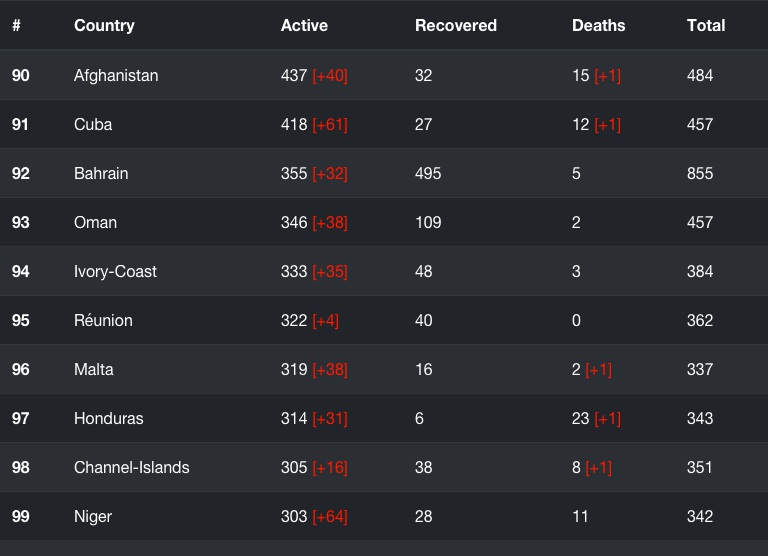 # Country Active Recovered Deaths Total
90 Afghanistan 437 [+40] 32 15 [+1] 484
91 Cuba 418 [+61] 27 12 [+1] 457
92 Bahrain 355 [+32] 495 5 855
93 Oman 346 [+38] 109 2 457
94 Ivory-Coast 333 [+35] 48 3 384
95 Réunion 322 [+4] 40 0 362
96 Malta 319 [+38] 16 2 [+1] 337
97 Honduras 314 [+31] 6 23 [+1] 343
98 Channel-Islands 305 [+16] 38 8 [+1] 351
99 Niger 303 [+64] 28 11 342